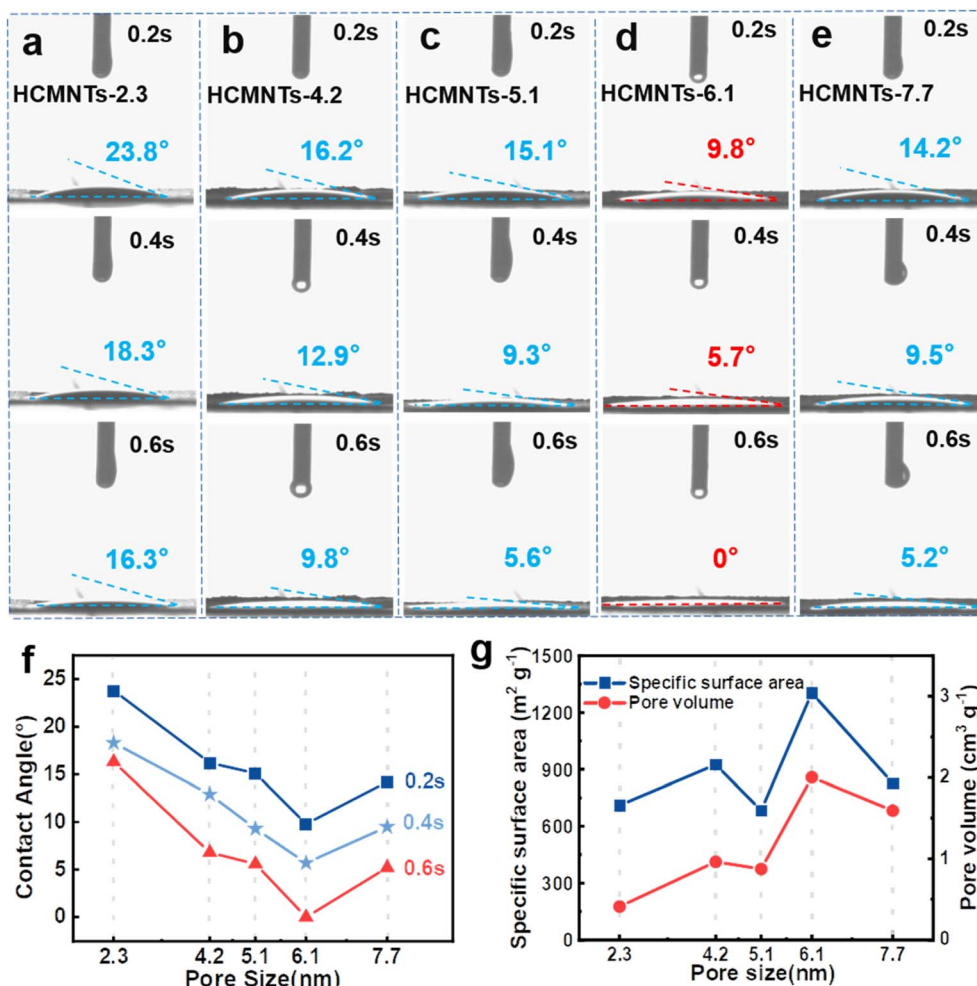 a
b
c
d
e
0.2s
0.2s
0.2s
0.2s
0.2s
HCMNTs-2.3
HCMNTs-4.2
HCMNTs-5.1
HCMNTs-6.1
HCMNTs-7.7
23.8°
16.2°
15.1°
9.8°
14.2°
0.4s
0.4s
0.4s
0.4s
0.4s
18.3°
12.9°
9.3°
5.7°
9.5°
0.6s
0.6s
0.6s
0.6s
0.6s
16.3°
9.8°
5.6°
0°
5.2°
f
Contact Angle(°)
25
20
15
10
5
0
0.2s
0.4s
0.6s
2.3
4.2
5.1
6.1
7.7
Pore Size(nm)
g
Specific surface area (m² g⁻¹)
1500
1200
900
600
300
0
Specific surface area
Pore volume
3
2
1
0
Pore volume (cm³ g⁻¹)
2.3
4.2
5.1
6.1
7.7
Pore size(nm)